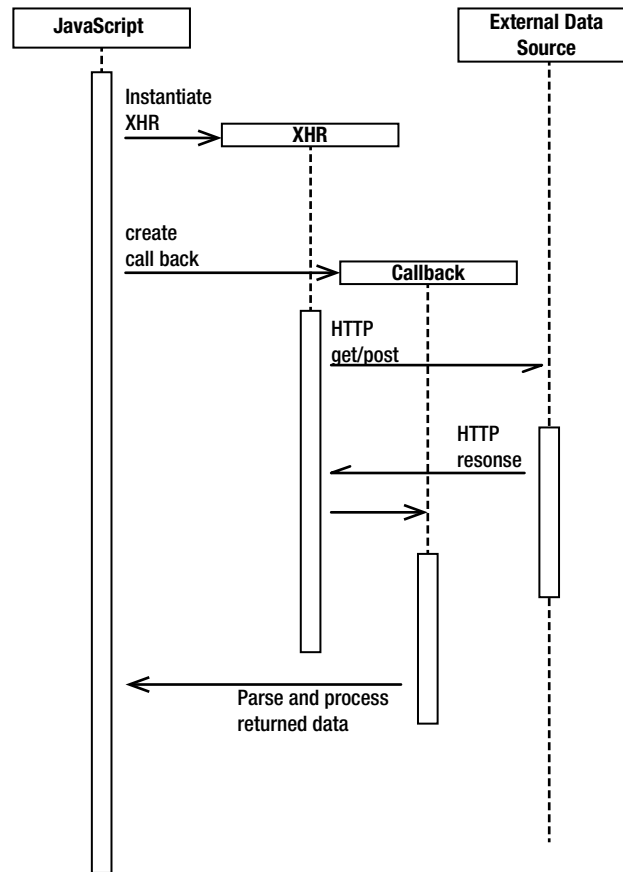 JavaScript
External Data
Source
Instantiate
XHR
XHR
create
call back
Callback
HTTP
get/post
HTTP
resonse
Parse and process
returned data